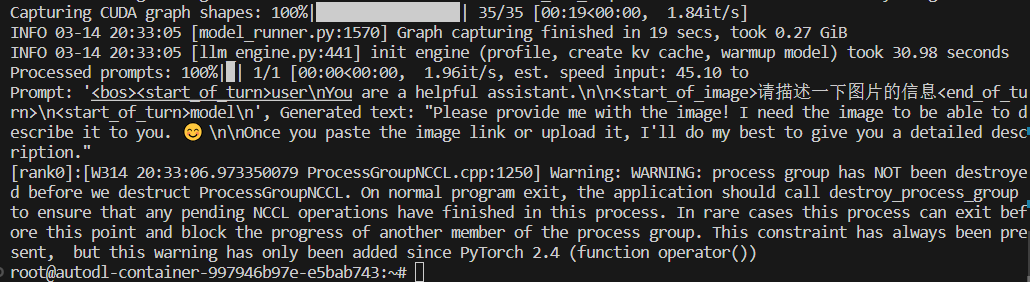 Capturing CUDA graph shapes: 100%|██████████| 35/35 [00:19<00:00,  1.84it/s]
INFO 03-14 20:33:05 [model_runner.py:1570] Graph capturing finished in 19 secs, took 0.27 GiB
INFO 03-14 20:33:05 [llm_engine.py:441] init engine (profile, create kv cache, warmup model) took 30.98 seconds
Processed prompts: 100%|█| 1/1 [00:00<00:00,  1.96it/s, est. speed input: 45.10 to
Prompt: '<bos><start_of_turn>user\nYou are a helpful assistant.\n\n<start_of_image>请描述一下图片的信息<end_of_tu
rn>\n<start_of_turn>model\n', Generated text: "Please provide me with the image! I need the image to be able to d
escribe it to you. 😊 \n\nOnce you paste the image link or upload it, I'll do my best to give you a detailed desc
ription."
[rank0]:[W314 20:33:06.973350079 ProcessGroupNCCL.cpp:1250] Warning: WARNING: process group has NOT been destroye
d before we destruct ProcessGroupNCCL. On normal program exit, the application should call destroy_process_group
to ensure that any pending NCCL operations have finished in this process. In rare cases this process can exit bef
ore this point and block the progress of another member of the process group. This constraint has always been pre
sent,  but this warning has only been added since PyTorch 2.4 (function operator())
root@autodl-container-997946b97e-e5bab743:~#